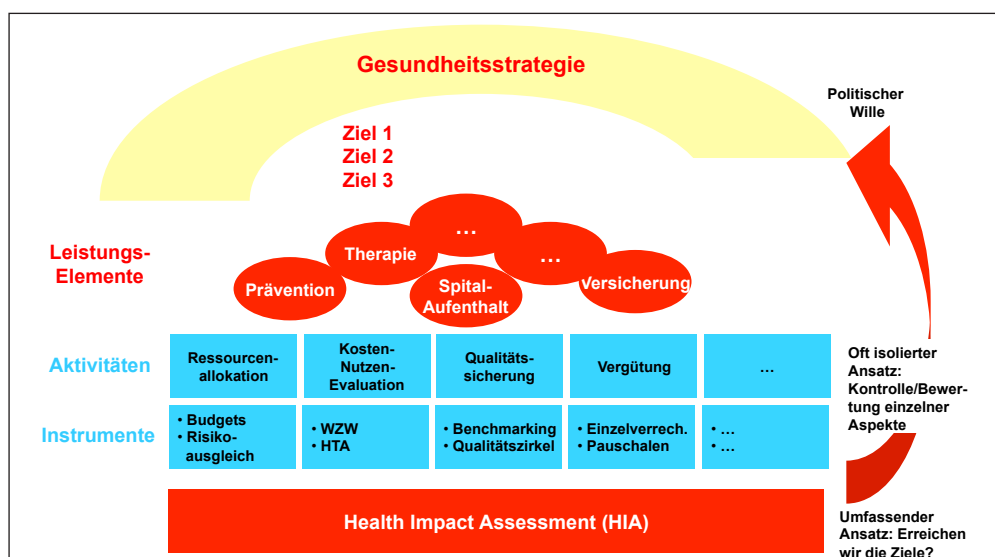 Gesundheitsstrategie
Politischer
Wille
Ziel 1
Ziel 2
Ziel 3
Leistungs-
Elemente
Prävention
Therapie
…
Spital-
Aufenthalt
…
Versicherung
Aktivitäten
Ressourcen-
allokation
Kosten-
Nutzen-
Evaluation
Qualitäts-
sicherung
Vergütung
…
Oft isolierter
Ansatz:
Kontrolle/Bewer-
tung einzelner
Aspekte
Instrumente
• Budgets
• Risiko-
ausgleich
• WZW
• HTA
• Benchmarking
• Qualitätszirkel
• Einzelverrech.
• Pauschalen
• …
• …
Health Impact Assessment (HIA)
Umfassender
Ansatz: Erreichen
wir die Ziele?